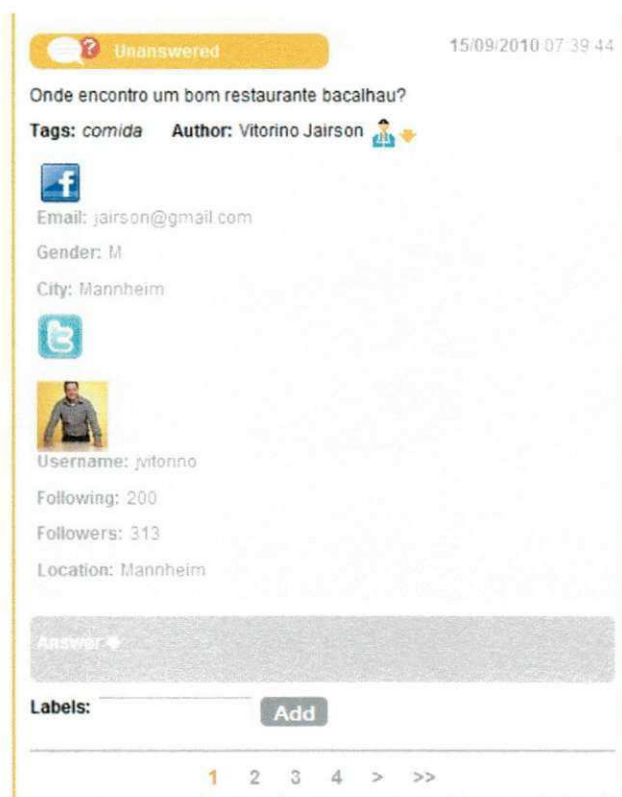 Unanswered 15/09/2010 07:39:44
Onde encontro um bom restaurante bacalhau?
Tags: comida Author: Vitorino Jairson
Email: jairson@gmail.com
Gender: M
City: Mannheim
Username: jvitorino
Following: 200
Followers: 313
Location: Mannheim
Answer
Labels: Add
1 2 3 4 > >>